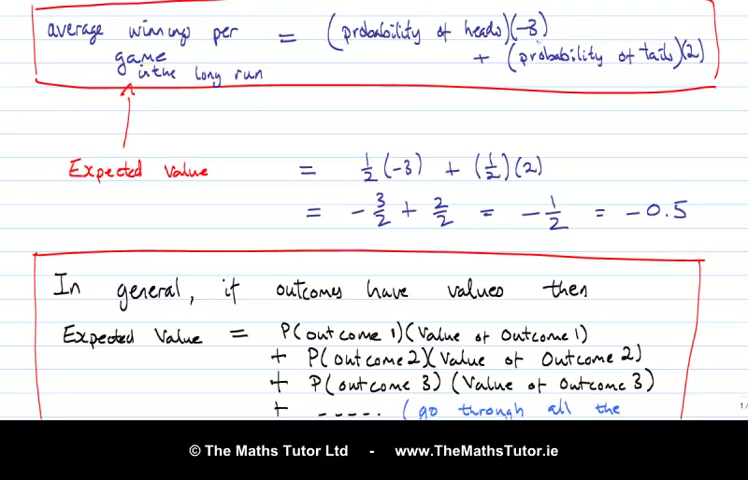 average winnings per = (probability of heads)(-3)
game + (probability of tails)(2)
in the long run
Expected Value = 1/2 (-3) + (1/2)(2)
= - 3/2 + 2/2 = - 1/2 = -0.5
In general, if outcomes have values then
Expected Value = P(outcome 1)(Value of Outcome 1)
+ P(outcome 2)(Value of Outcome 2)
+ P(outcome 3)(Value of Outcome 3)
+ ..... (go through all the
© The Maths Tutor Ltd - www.TheMathsTutor.ie